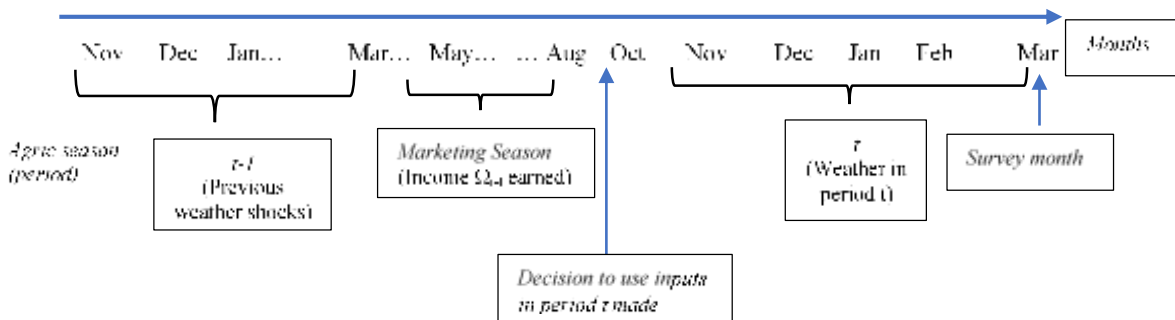 Nov Dec Jan... Mar... May... ... Aug Oct Nov Dec Jan Feb Mar
Months
Agric season
(period)
t-1
(Previous
weather shocks)
Marketing Season
(Income Ωt-1 earned)
t
(Weather in
period t)
Survey month
Decision to use inputs
in period t made